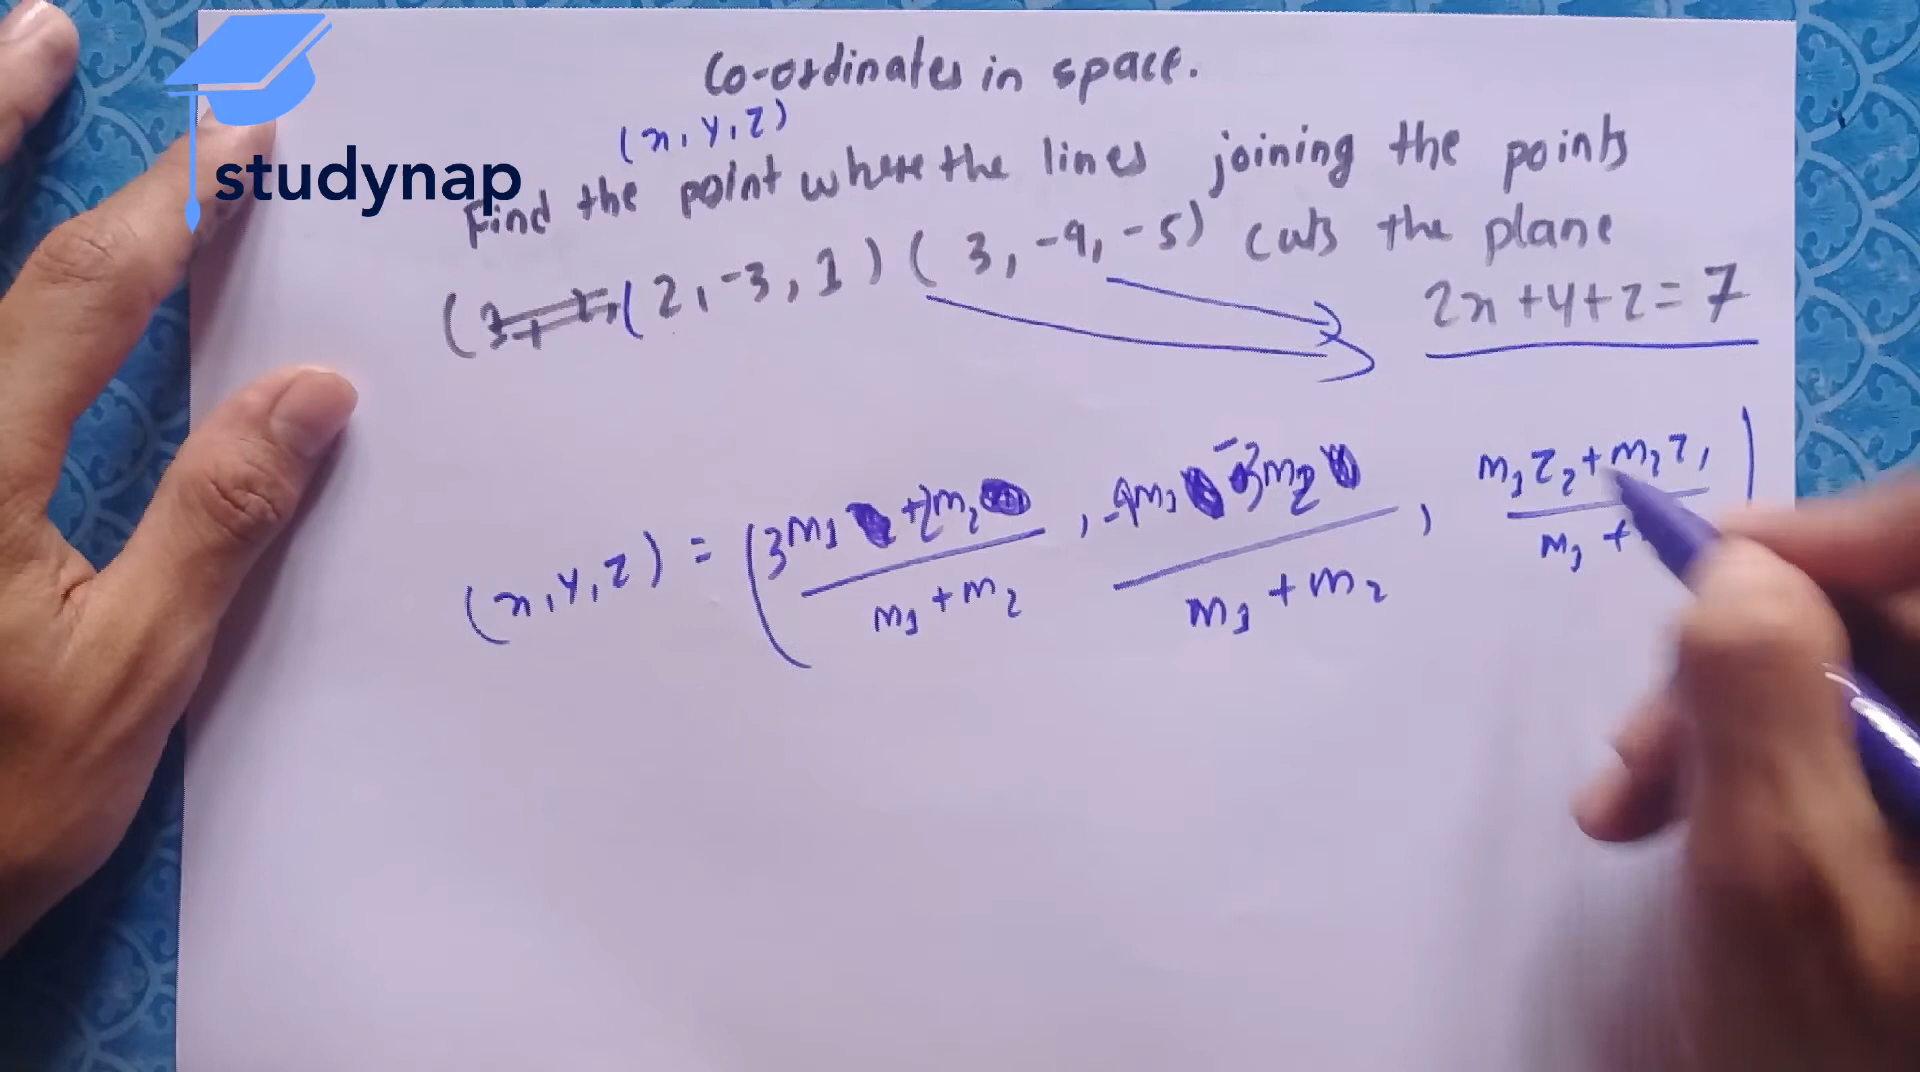 Co-ordinates in space.
(x, y, z)
studynap
Find the point where the lines joining the points
(2, -3, 1) (3, -4, -5) cuts the plane
2x + y + z = 7
(x, y, z) = (3m1 + 2m2 / m1 + m2, -4m1 -3m2 / m1 + m2, m1z2 + m2z1 / m1 +